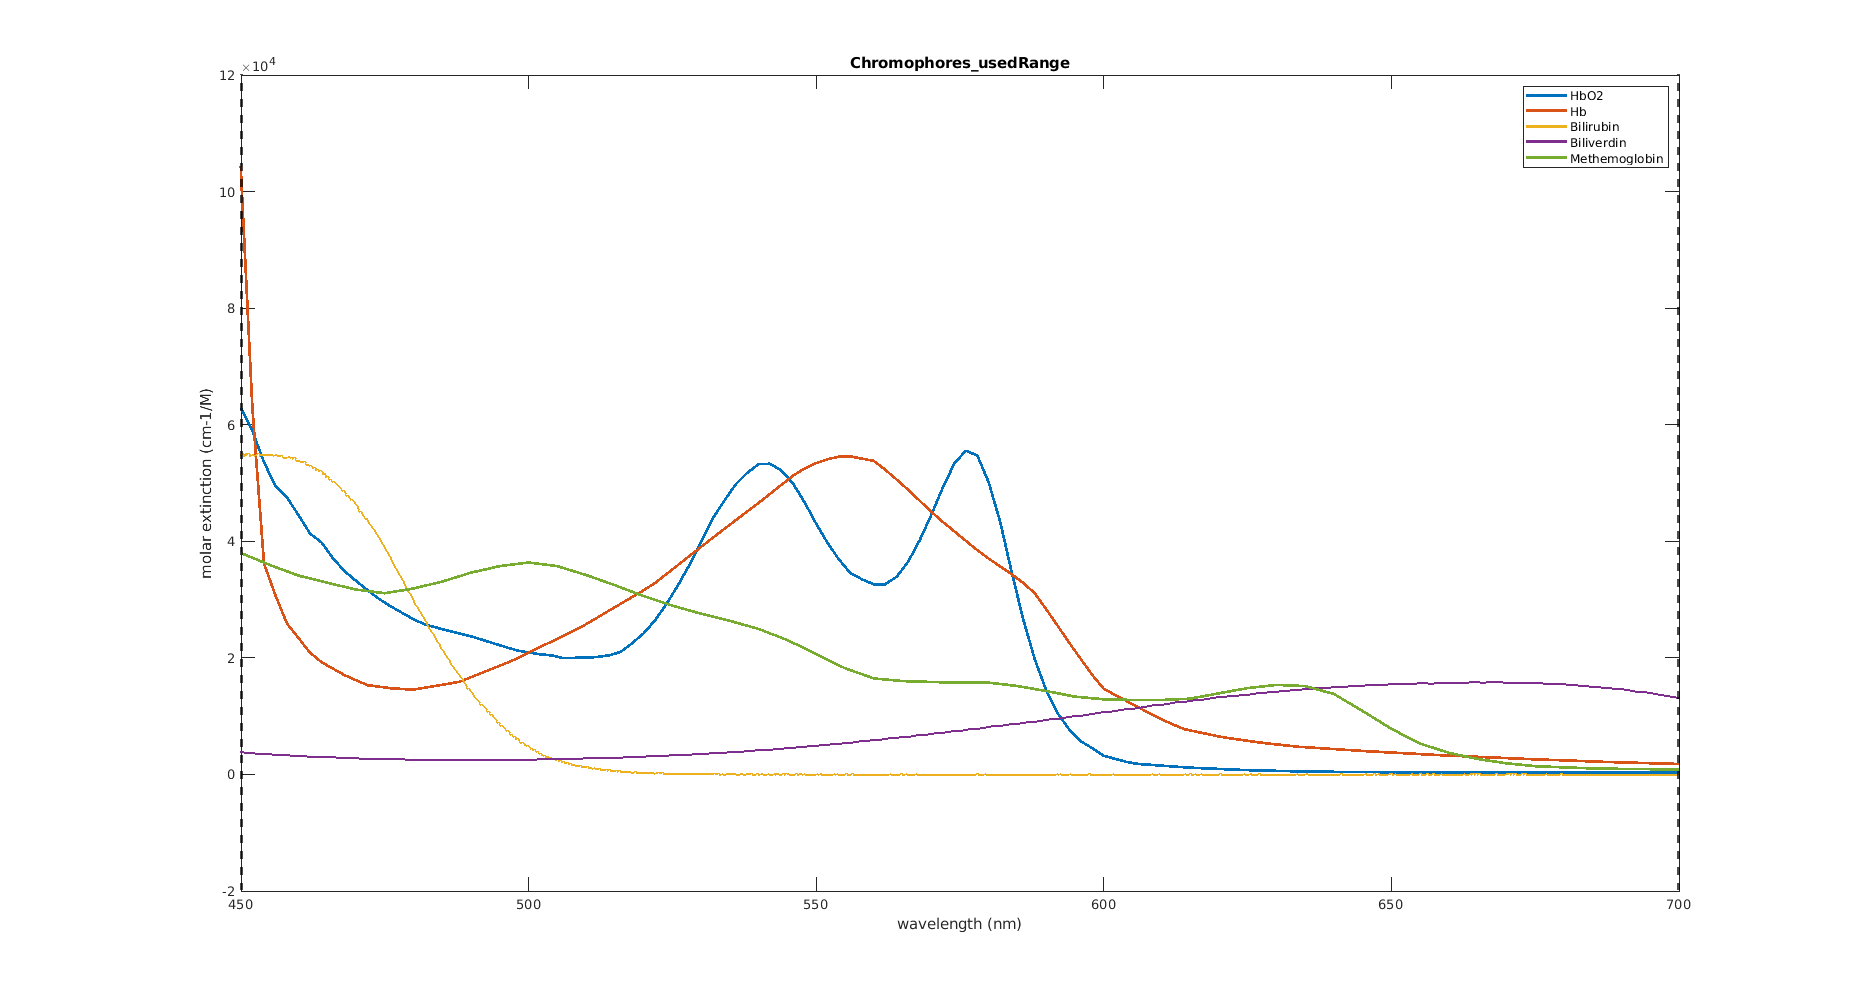 Chromophores_usedRange
×10^4
12
10
8
6
4
2
0
-2
molar extinction (cm-1/M)
450
500
550
600
650
700
wavelength (nm)
HbO2
Hb
Bilirubin
Biliverdin
Methemoglobin